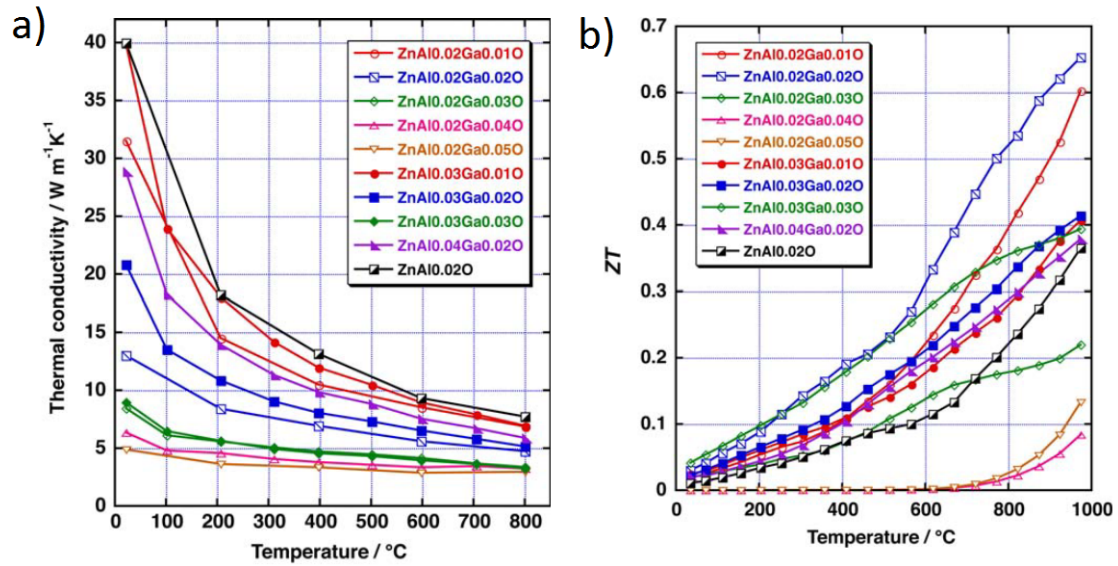 a)
Thermal conductivity / W m⁻¹K⁻¹
40
35
30
25
20
15
10
5
0
0 100 200 300 400 500 600 700 800
Temperature / °C
ZnAl0.02Ga0.01O
ZnAl0.02Ga0.02O
ZnAl0.02Ga0.03O
ZnAl0.02Ga0.04O
ZnAl0.02Ga0.05O
ZnAl0.03Ga0.01O
ZnAl0.03Ga0.02O
ZnAl0.03Ga0.03O
ZnAl0.04Ga0.02O
ZnAl0.02O
b)
ZT
0.7
0.6
0.5
0.4
0.3
0.2
0.1
0
0 200 400 600 800 1000
Temperature / °C
ZnAl0.02Ga0.01O
ZnAl0.02Ga0.02O
ZnAl0.02Ga0.03O
ZnAl0.02Ga0.04O
ZnAl0.02Ga0.05O
ZnAl0.03Ga0.01O
ZnAl0.03Ga0.02O
ZnAl0.03Ga0.03O
ZnAl0.04Ga0.02O
ZnAl0.02O